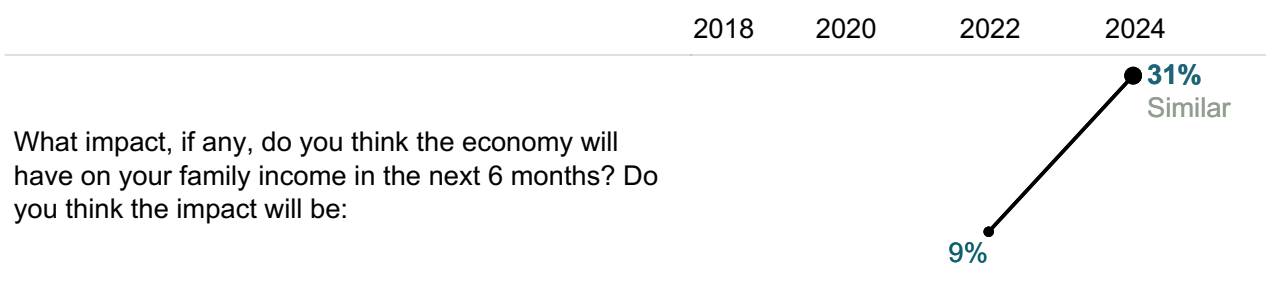 2018 2020 2022 2024
31%
Similar
What impact, if any, do you think the economy will
have on your family income in the next 6 months? Do
you think the impact will be:
9%